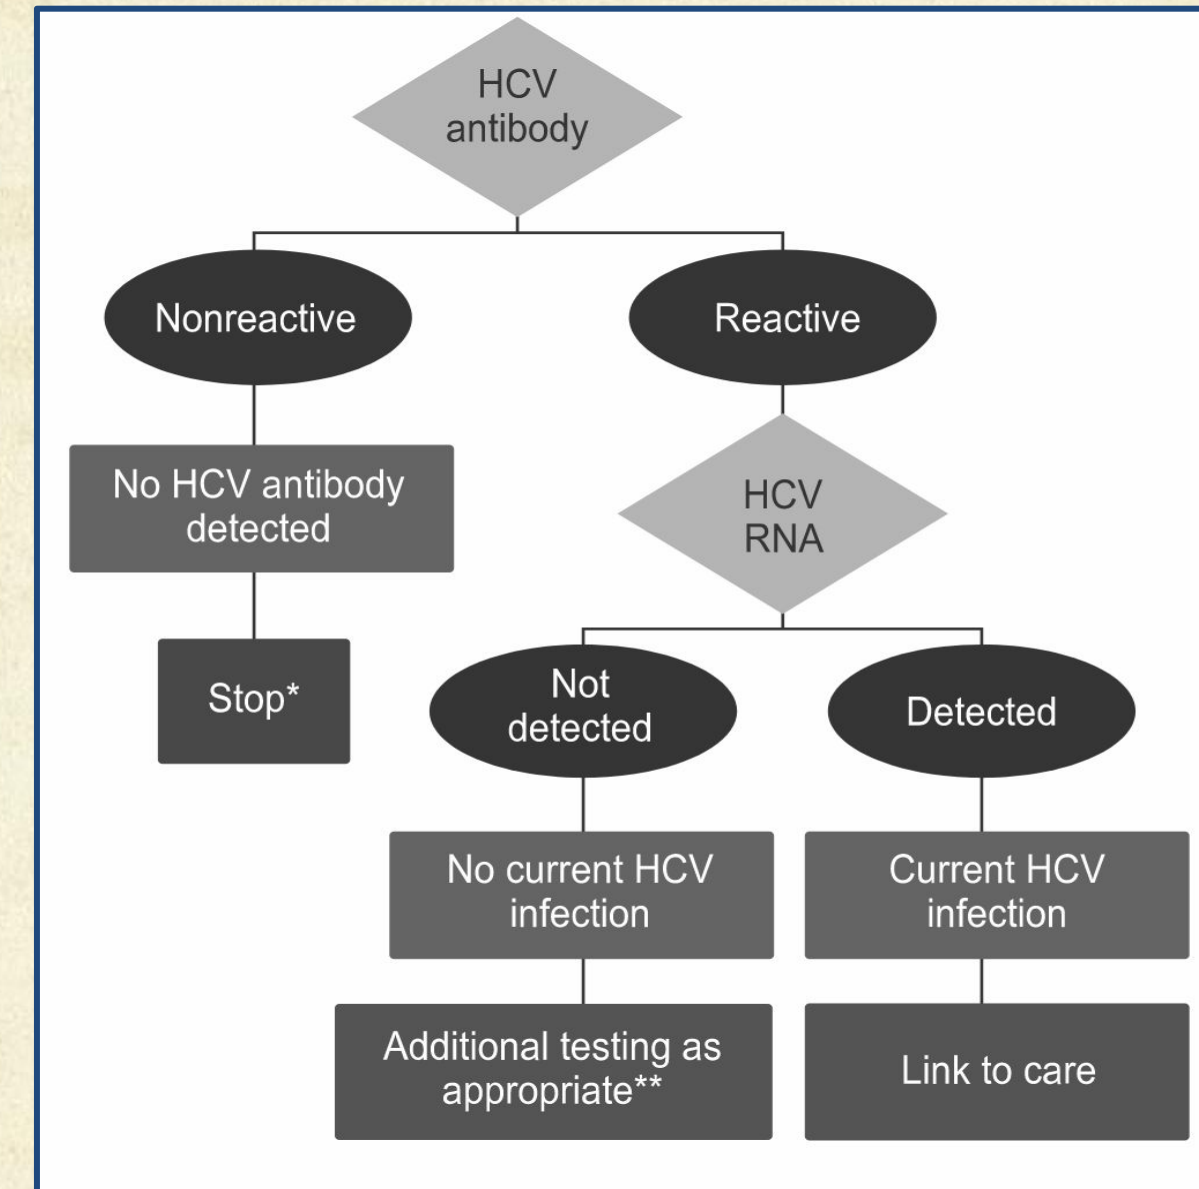 HCV
antibody
Nonreactive
Reactive
No HCV antibody
detected
HCV
RNA
Stop*
Not
detected
Detected
No current HCV
infection
Current HCV
infection
Additional testing as
appropriate**
Link to care